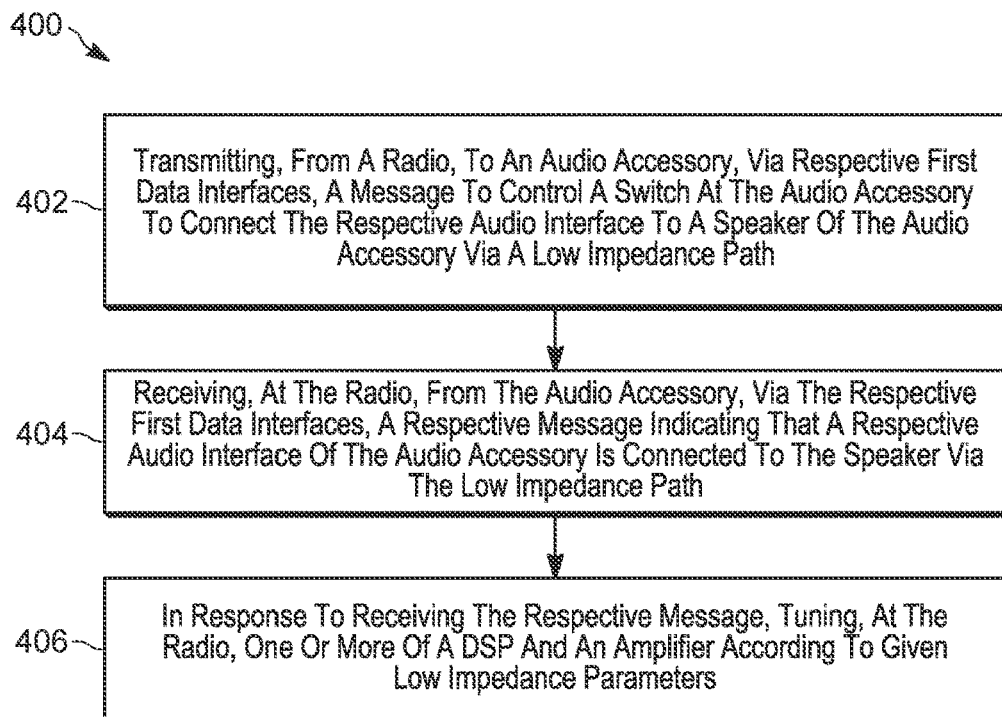 400
402
Transmitting, From A Radio, To An Audio Accessory, Via Respective First
Data Interfaces, A Message To Control A Switch At The Audio Accessory
To Connect The Respective Audio Interface To A Speaker Of The Audio
Accessory Via A Low Impedance Path
404
Receiving, At The Radio, From The Audio Accessory, Via The Respective
First Data Interfaces, A Respective Message Indicating That A Respective
Audio Interface Of The Audio Accessory Is Connected To The Speaker Via
The Low Impedance Path
406
In Response To Receiving The Respective Message, Tuning, At The
Radio, One Or More Of A DSP And An Amplifier According To Given
Low Impedance Parameters